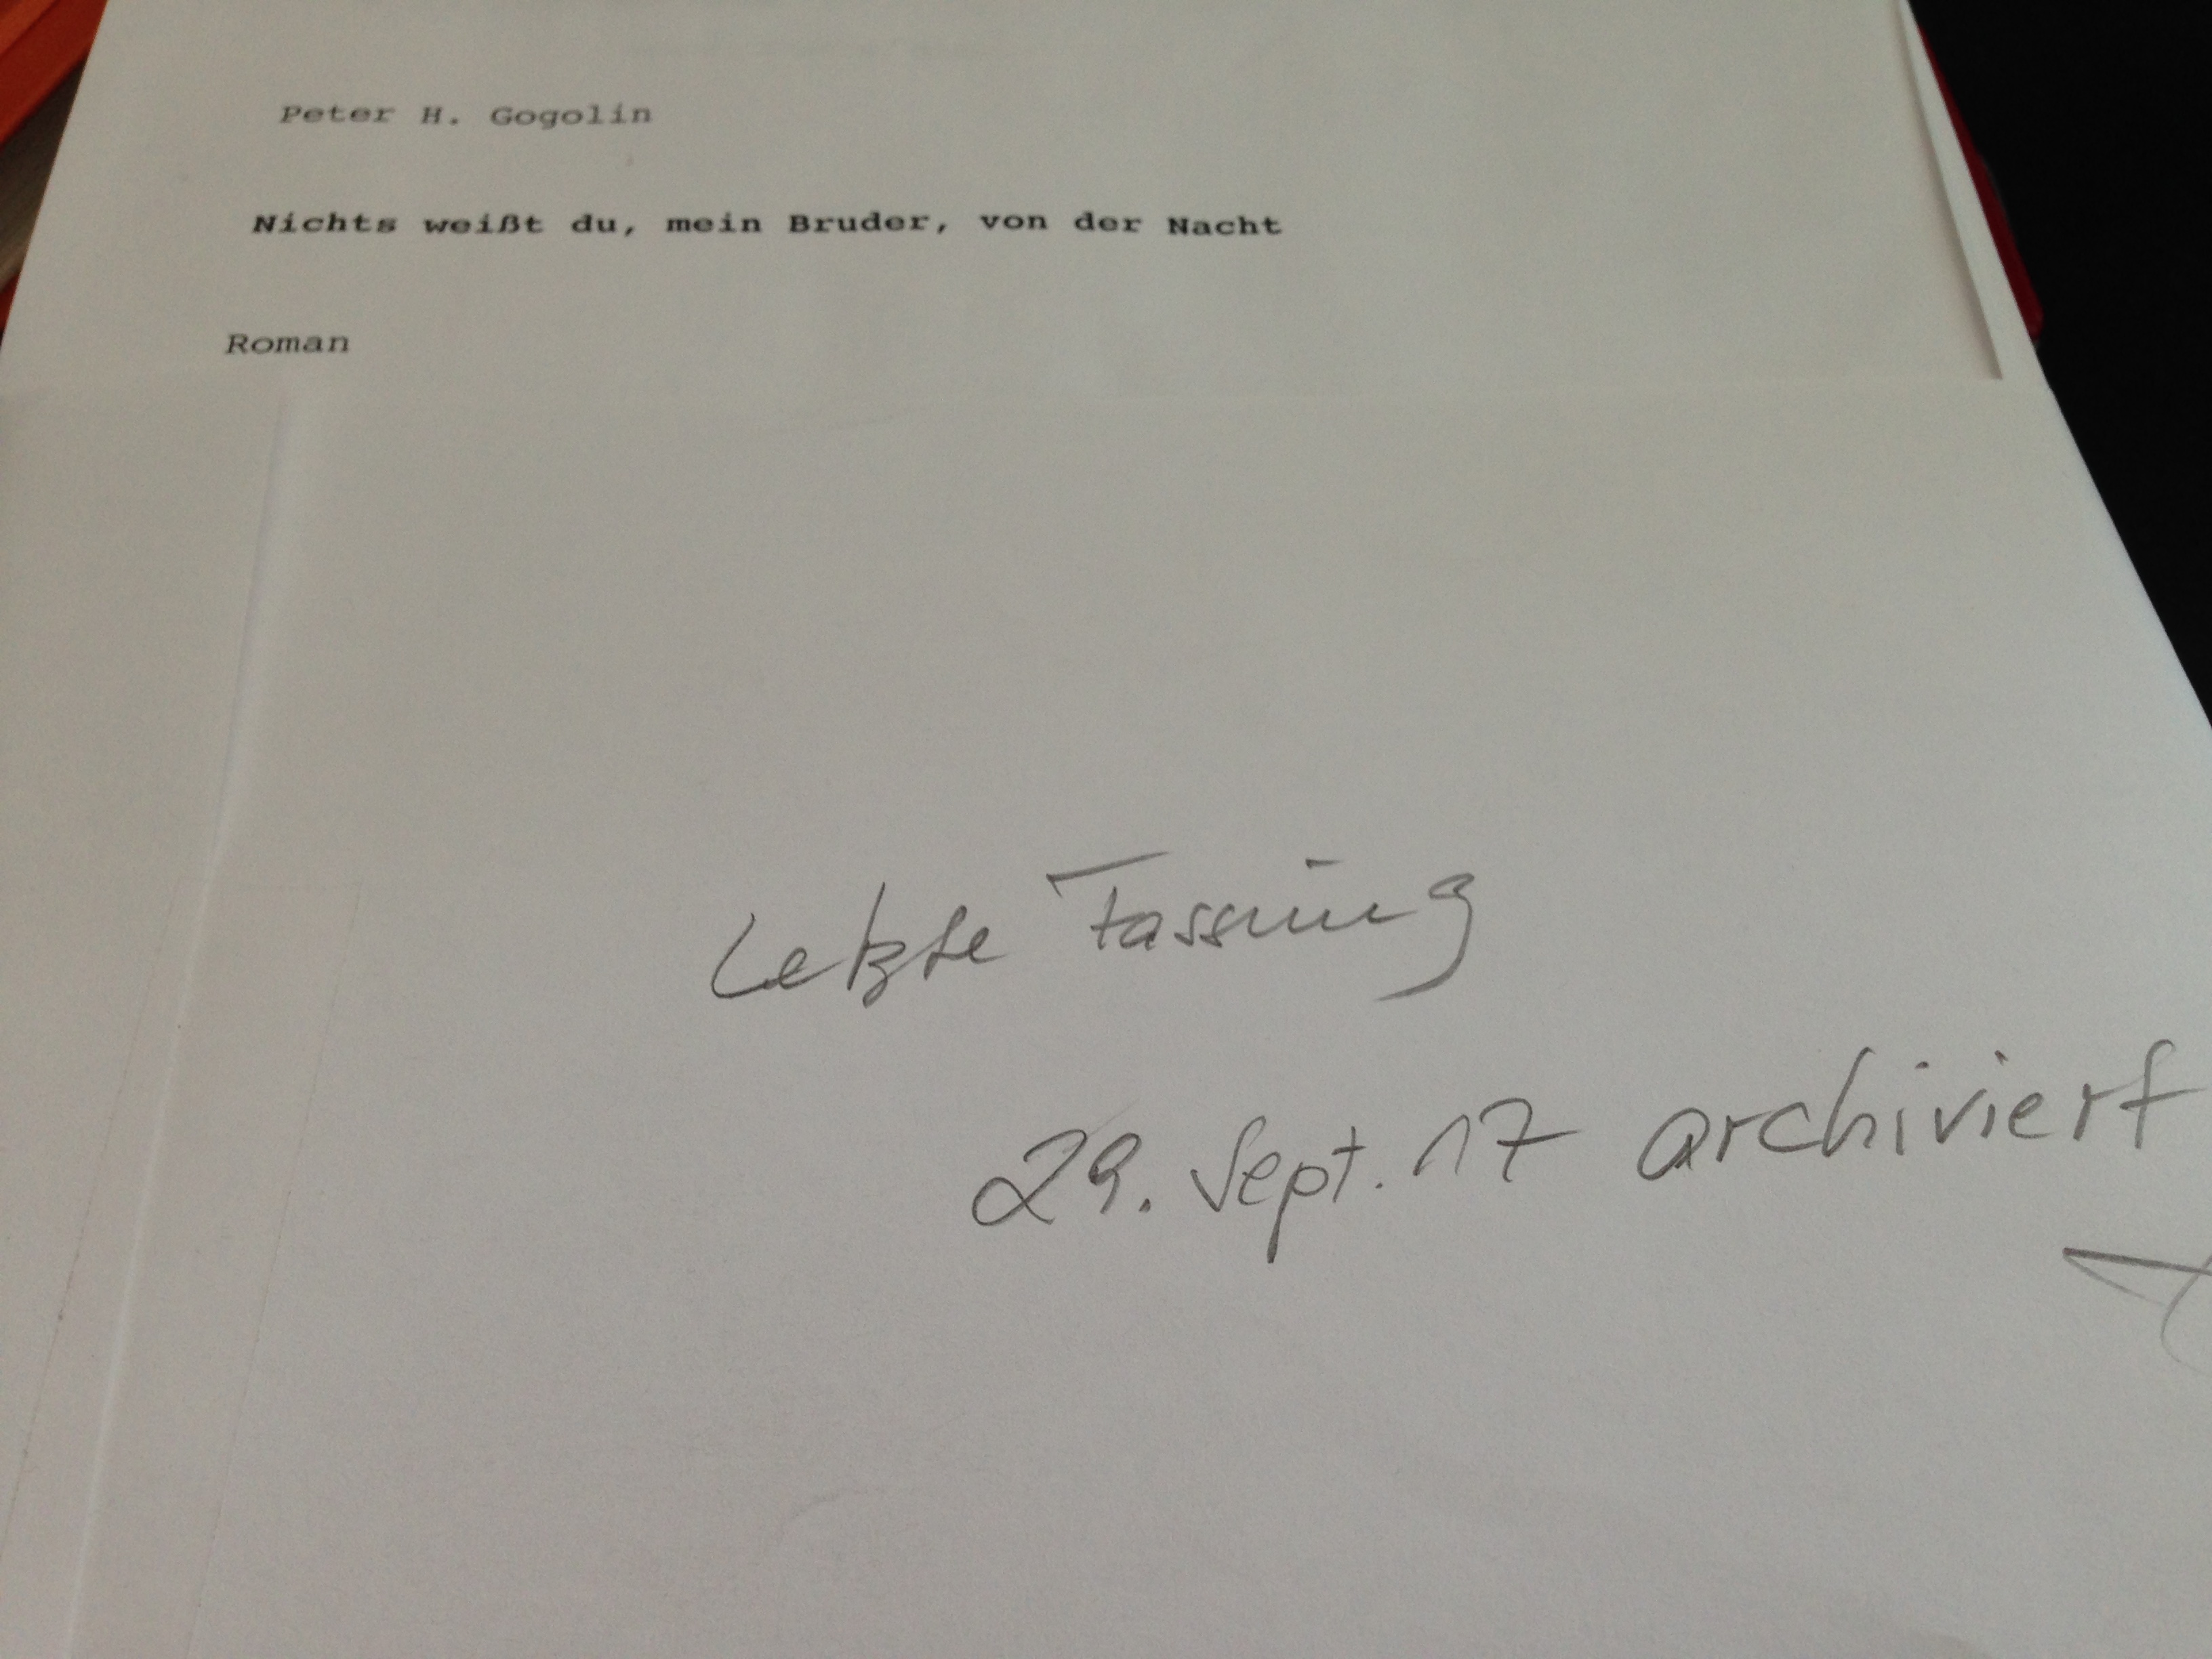 Peter H. Gogolin
Nichts weißt du, mein Bruder, von der Nacht
Roman
Letzte Fassung
29. Sept. 17 archiviert